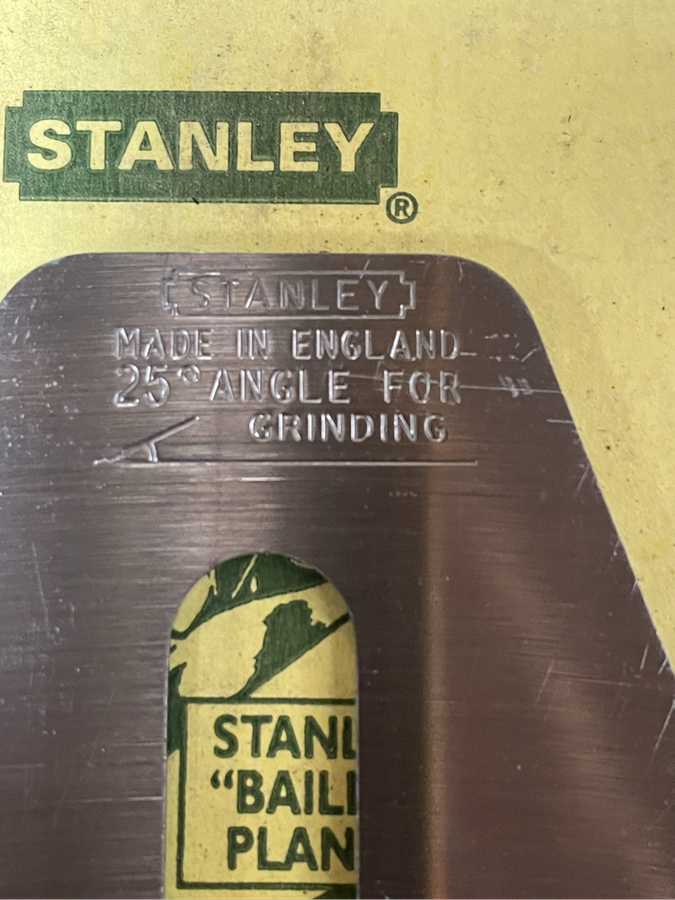 STANLEY
®
STANLEY
MADE IN ENGLAND
25° ANGLE FOR
GRINDING
STANL
“BAILI
PLAN